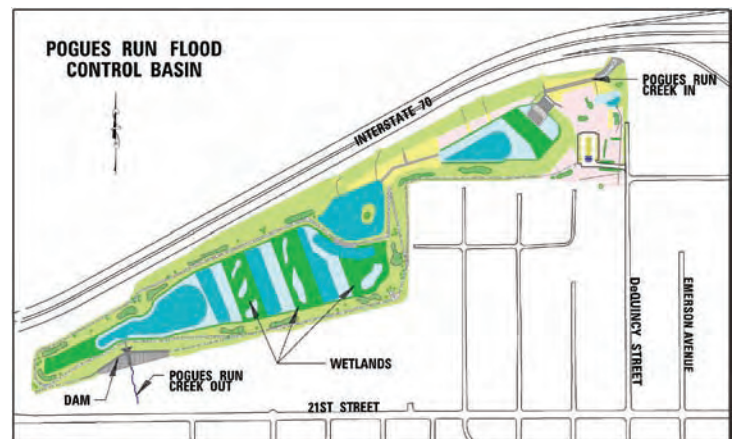 POGUES RUN FLOOD
CONTROL BASIN
POGUES RUN
CREEK IN
INTERSTATE 70
DeQUINCY STREET
EMERSON AVENUE
WETLANDS
POGUES RUN
CREEK OUT
DAM
21ST STREET